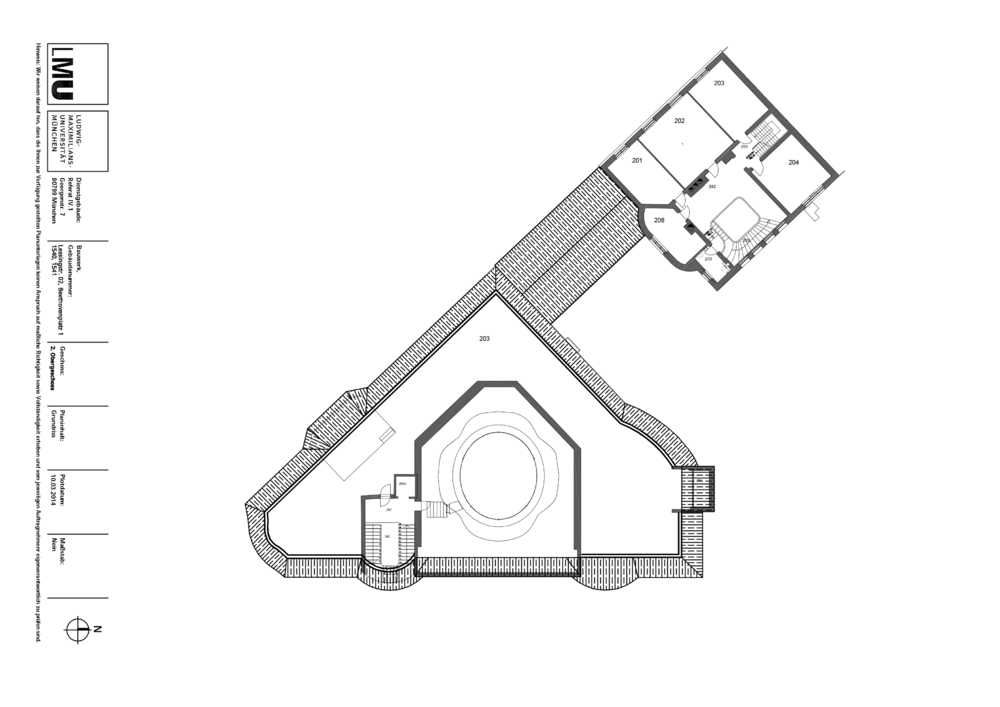 LMU
LUDWIG-
MAXIMILIANS-
UNIVERSITÄT
MÜNCHEN
Dienstgebäude:
Referat IV.1
Georgenstr. 7
80799 München
Bauwerk,
Gebäudenummer:
Lessingstr. 02, Beethovenplatz 1
1540, 1541
Geschoss:
2. Obergeschoss
Planinhalt:
Grundriss
Plotdatum:
10.03.2014
Maßstab:
Nein
N
Hinweis: Wir weisen darauf hin, dass die Ihnen zur Verfügung gestellten Planunterlagen keinen Anspruch auf maßliche Richtigkeit sowie Vollständigkeit erheben und vom jeweiligen Auftragnehmer eigenverantwortlich zu prüfen sind.
203
202
201
204
208
203